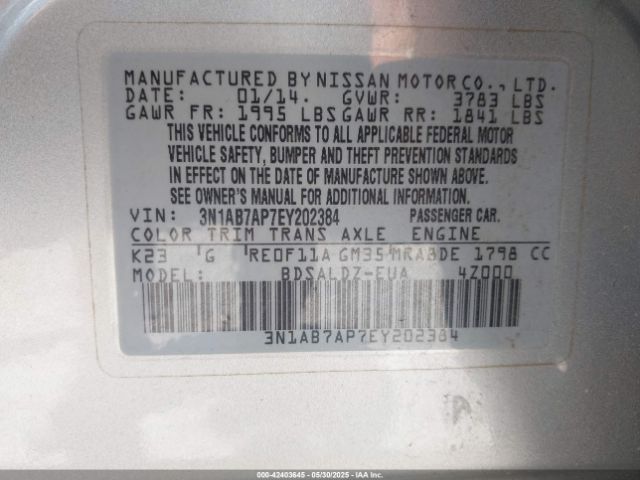 MANUFACTURED BY NISSAN MOTOR CO., LTD.
DATE: 01/14. GVWR: 3783 LBS
GAWR FR: 1995 LBS GAWR RR: 1841 LBS
THIS VEHICLE CONFORMS TO ALL APPLICABLE FEDERAL MOTOR
VEHICLE SAFETY, BUMPER AND THEFT PREVENTION STANDARDS
IN EFFECT ON THE DATE OF MANUFACTURE SHOWN ABOVE.
SEE OWNER'S MANUAL FOR ADDITIONAL INFORMATION.
VIN: 3N1AB7AP7EY202384 PASSENGER CAR.
COLOR TRIM TRANS AXLE ENGINE
K23 G RE0F11A GM35 MRA8DE 1798 CC
MODEL: BDSALDZ-EUA 4Z000
3N1AB7AP7EY202384
000-42403645 - 05/30/2025 - IAAI.COM